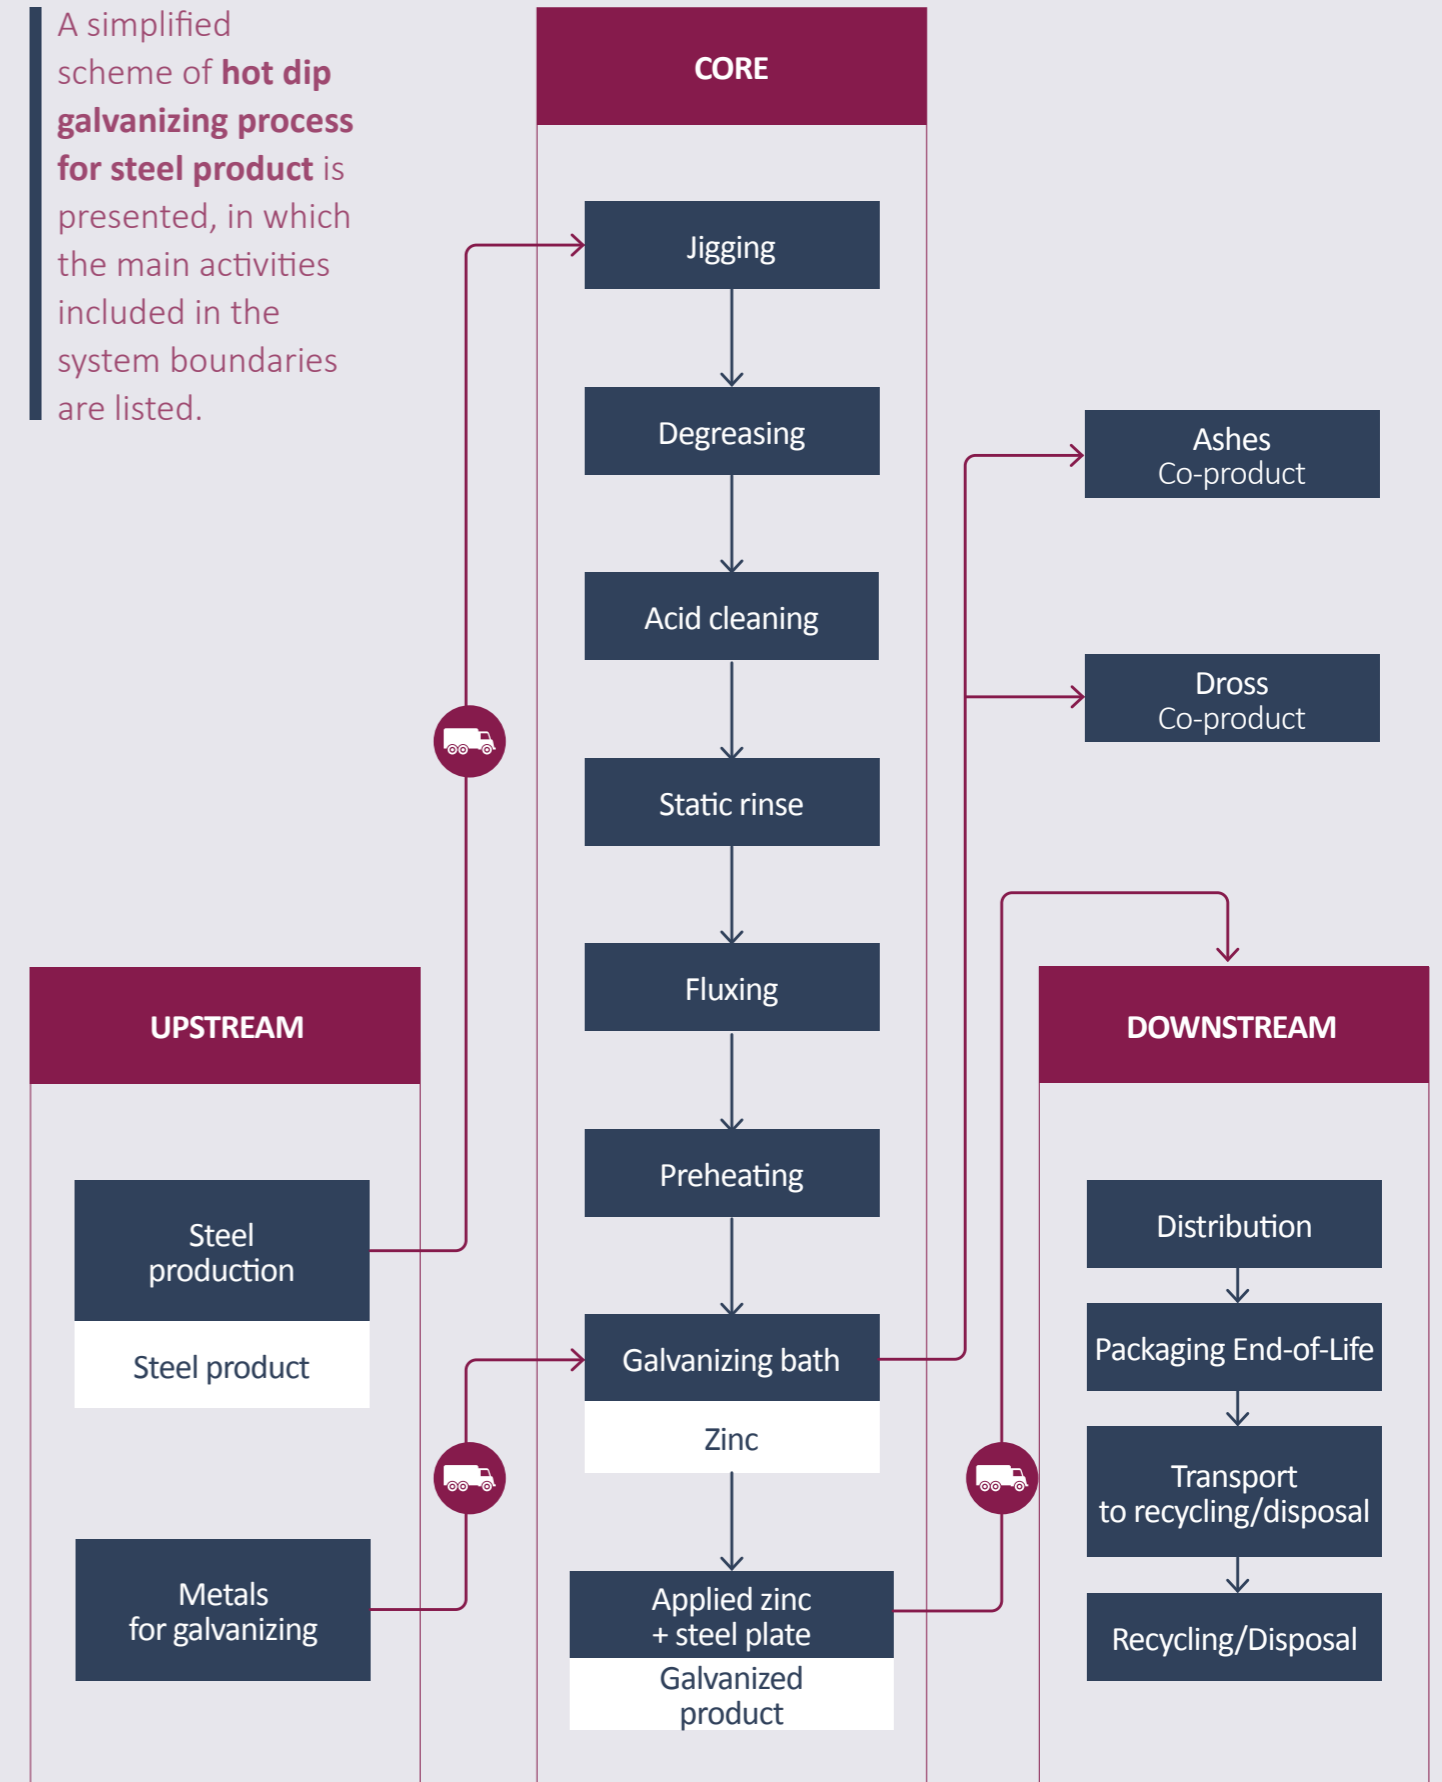 A simplified
scheme of hot dip
galvanizing process
for steel product is
presented, in which
the main activities
included in the
system boundaries
are listed.
UPSTREAM
Steel
production
Steel product
Metals
for galvanizing
CORE
Jigging
Degreasing
Acid cleaning
Static rinse
Fluxing
Preheating
Galvanizing bath
Zinc
Applied zinc
+ steel plate
Galvanized
product
Ashes
Co-product
Dross
Co-product
DOWNSTREAM
Distribution
Packaging End-of-Life
Transport
to recycling/disposal
Recycling/Disposal